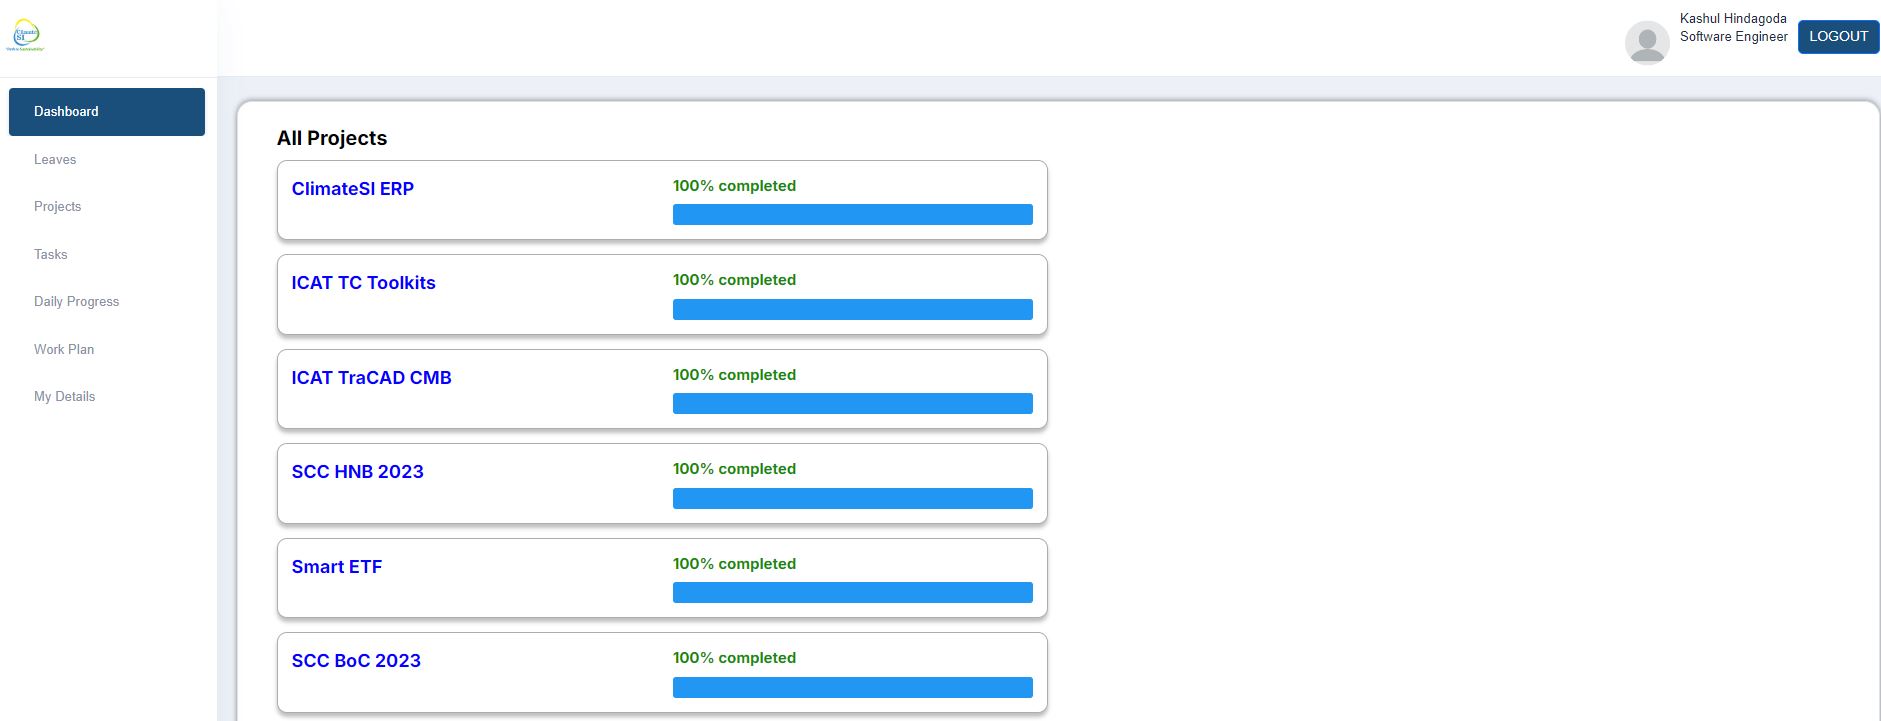 Climate
SI
Kashul Hindagoda
Software Engineer
LOGOUT
Dashboard
Leaves
Projects
Tasks
Daily Progress
Work Plan
My Details
All Projects
ClimateSI ERP
100% completed
ICAT TC Toolkits
100% completed
ICAT TraCAD CMB
100% completed
SCC HNB 2023
100% completed
Smart ETF
100% completed
SCC BoC 2023
100% completed